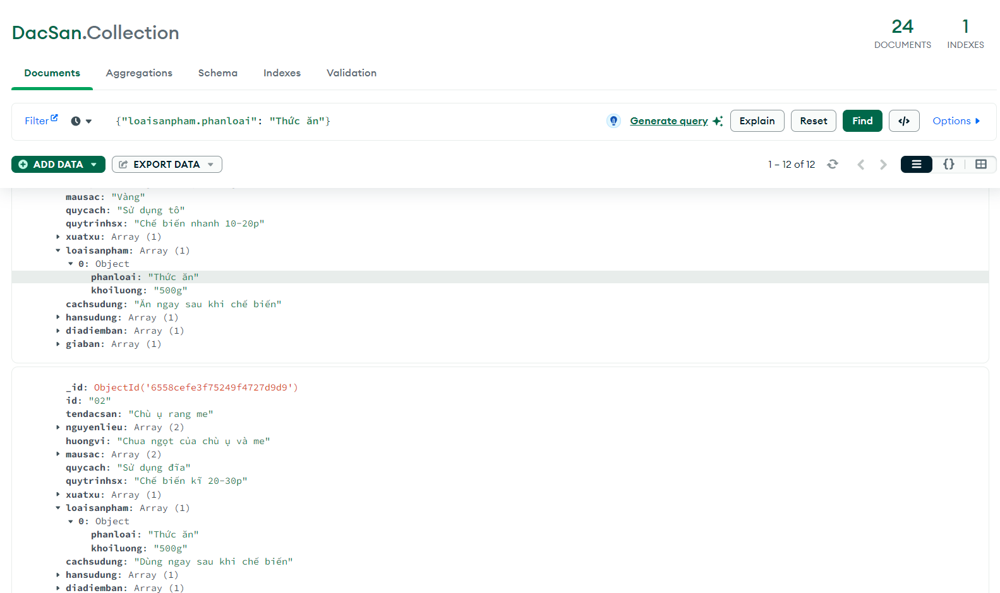 DacSan.Collection
24
DOCUMENTS
1
INDEXES
Documents Aggregations Schema Indexes Validation
Filter {"loaisanpham.phanloai": "Thức ăn"} Generate query Explain Reset Find </> Options
ADD DATA EXPORT DATA 1 – 12 of 12 {}
mausac: "Vàng"
quycach: "Sử dụng tô"
quytrinhsx: "Chế biến nhanh 10-20p"
xuatxu: Array (1)
loaisanpham: Array (1)
0: Object
phanloai: "Thức ăn"
khoiluong: "500g"
cachsudung: "Ăn ngay sau khi chế biến"
hansudung: Array (1)
diadiemban: Array (1)
giaban: Array (1)
_id: ObjectId('6558cefe3f75249f4727d9d9')
id: "02"
tendacsan: "Chù ụ rang me"
nguyenlieu: Array (2)
huongvi: "Chua ngọt của chù ụ và me"
mausac: Array (2)
quycach: "Sử dụng đĩa"
quytrinhsx: "Chế biến kĩ 20-30p"
xuatxu: Array (1)
loaisanpham: Array (1)
0: Object
phanloai: "Thức ăn"
khoiluong: "500g"
cachsudung: "Dùng ngay sau khi chế biến"
hansudung: Array (1)
diadiemban: Array (1)